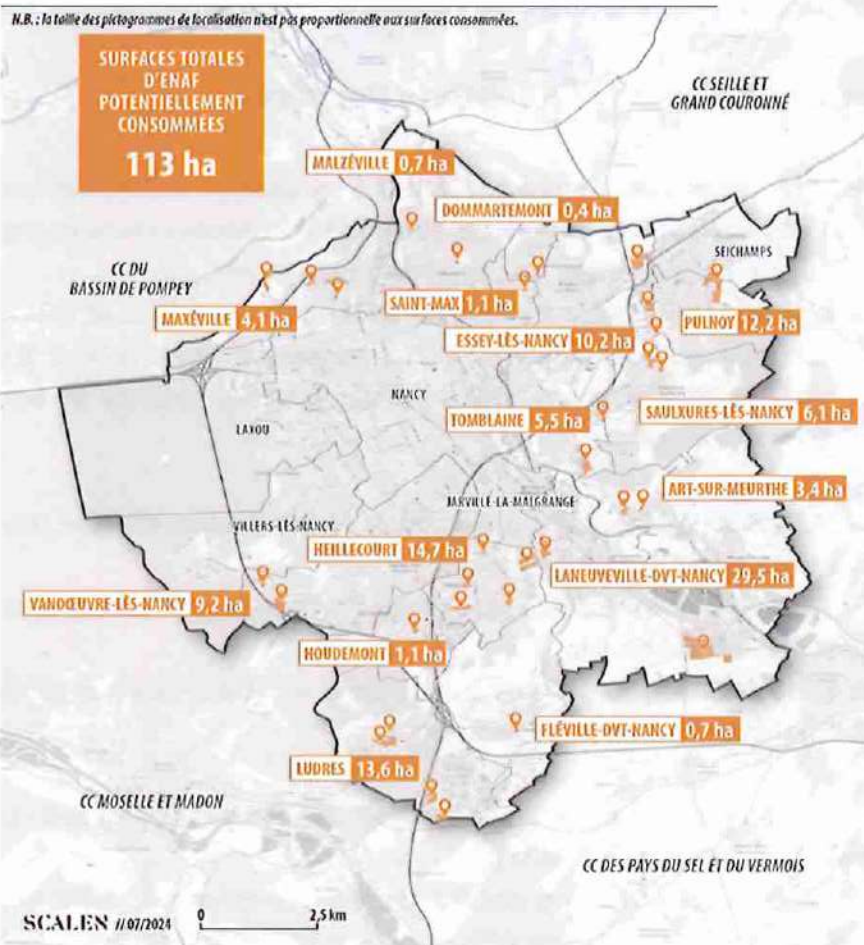 N.B. : la taille des pictogrammes de localisation n'est pas proportionnelle aux surfaces consommées.
SURFACES TOTALES
D'ENAF
POTENTIELLEMENT
CONSOMMÉES
113 ha
CC SEILLE ET
GRAND COURONNÉ
MALZÉVILLE 0,7 ha
DOMMARTEMONT 0,4 ha
SEICHAMPS
CC DU
BASSIN DE POMPEY
SAINT-MAX 1,1 ha
MAXÉVILLE 4,1 ha
PULNOY 12,2 ha
ESSEY-LÈS-NANCY 10,2 ha
NANCY
TOMBLAINE 5,5 ha
SAULXURES-LÈS-NANCY 6,1 ha
LAXOU
ART-SUR-MEURTHE 3,4 ha
JARVILLE-LA-MALGRANGE
VILLERS-LÈS-NANCY
HEILLECOURT 14,7 ha
LANEUVEVILLE-DVT-NANCY 29,5 ha
VANDŒUVRE-LÈS-NANCY 9,2 ha
HOUDEMONT 1,1 ha
FLÉVILLE-DVT-NANCY 0,7 ha
LUDRES 13,6 ha
CC MOSELLE ET MADON
CC DES PAYS DU SEL ET DU VERMOIS
SCALEN // 07/2024
0 2,5 km